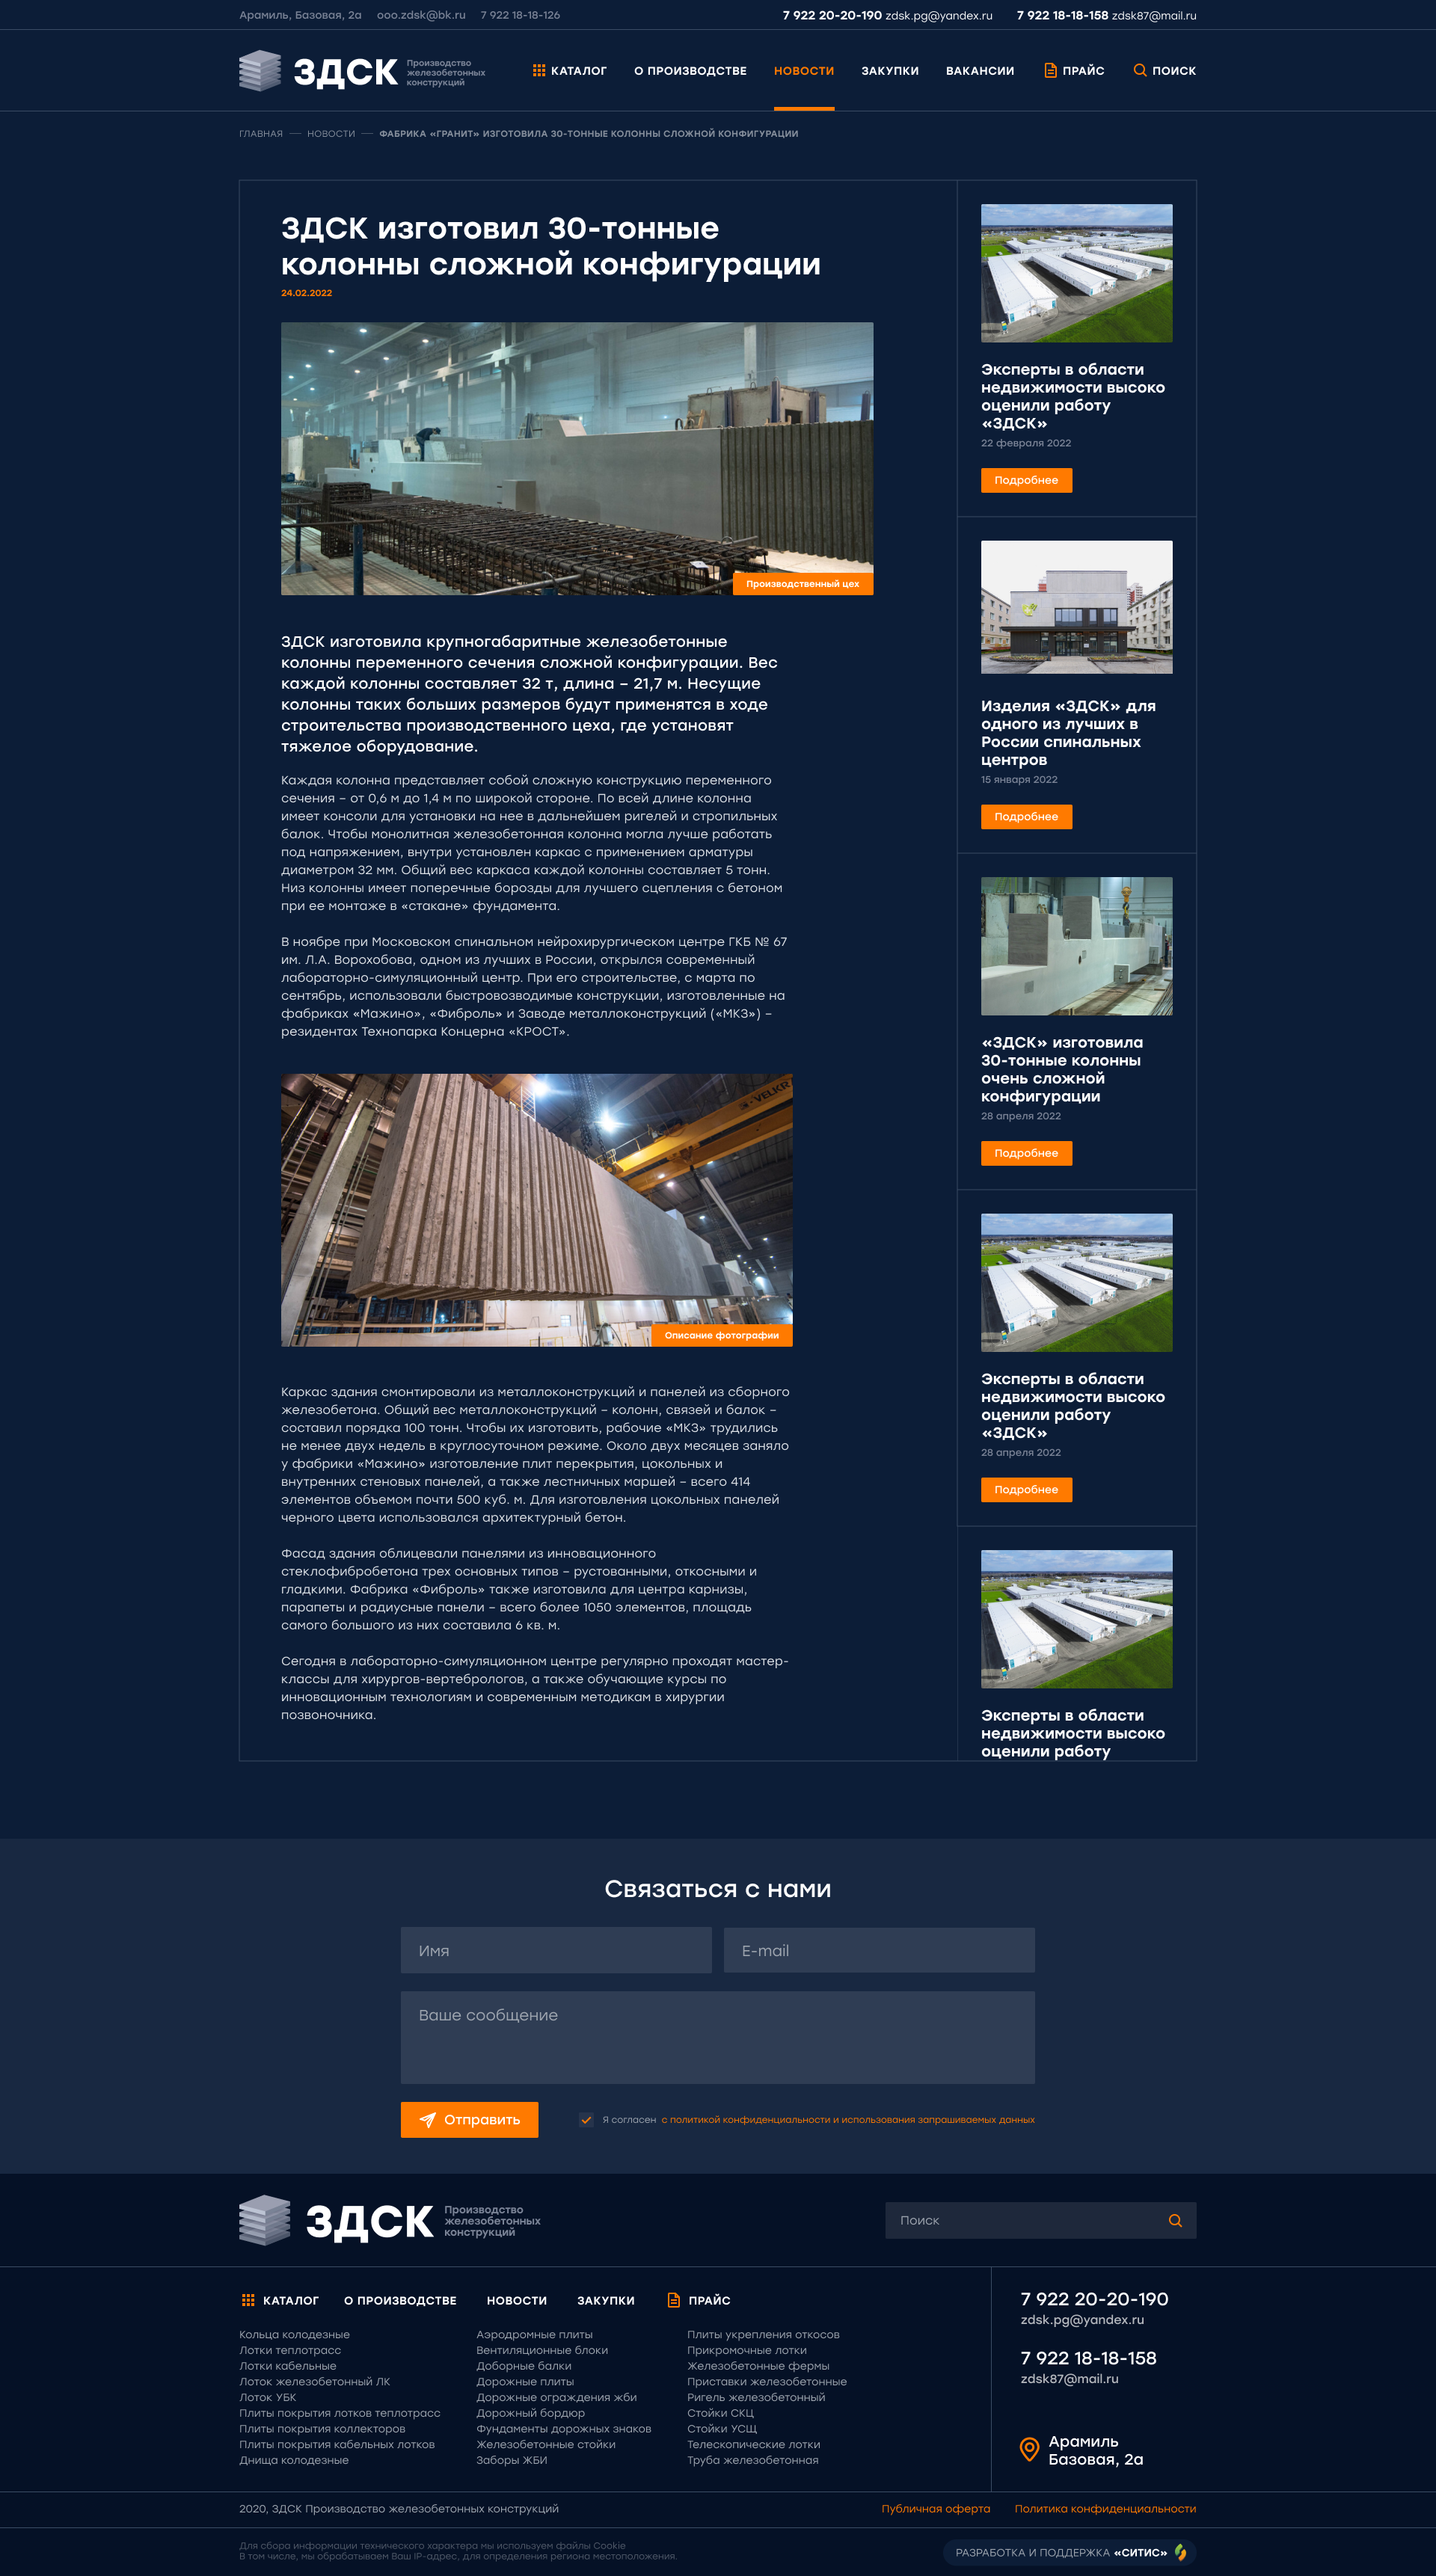 Арамиль, Базовая, 2а ooo.zdsk@bk.ru 7 922 18-18-126 7 922 20-20-190 zdsk.pg@yandex.ru 7 922 18-18-158 zdsk87@mail.ru
ЗДСК
Производство
железобетонных
конструкций
КАТАЛОГ О ПРОИЗВОДСТВЕ НОВОСТИ ЗАКУПКИ ВАКАНСИИ ПРАЙС ПОИСК
ГЛАВНАЯ — НОВОСТИ — ФАБРИКА «ГРАНИТ» ИЗГОТОВИЛА 30-ТОННЫЕ КОЛОННЫ СЛОЖНОЙ КОНФИГУРАЦИИ
ЗДСК изготовил 30-тонные
колонны сложной конфигурации
24.02.2022
Производственный цех
ЗДСК изготовила крупногабаритные железобетонные
колонны переменного сечения сложной конфигурации. Вес
каждой колонны составляет 32 т, длина – 21,7 м. Несущие
колонны таких больших размеров будут применятся в ходе
строительства производственного цеха, где установят
тяжелое оборудование.
Каждая колонна представляет собой сложную конструкцию переменного
сечения – от 0,6 м до 1,4 м по широкой стороне. По всей длине колонна
имеет консоли для установки на нее в дальнейшем ригелей и стропильных
балок. Чтобы монолитная железобетонная колонна могла лучше работать
под напряжением, внутри установлен каркас с применением арматуры
диаметром 32 мм. Общий вес каркаса каждой колонны составляет 5 тонн.
Низ колонны имеет поперечные борозды для лучшего сцепления с бетоном
при ее монтаже в «стакане» фундамента.
В ноябре при Московском спинальном нейрохирургическом центре ГКБ № 67
им. Л.А. Ворохобова, одном из лучших в России, открылся современный
лабораторно-симуляционный центр. При его строительстве, с марта по
сентябрь, использовали быстровозводимые конструкции, изготовленные на
фабриках «Мажино», «Фиброль» и Заводе металлоконструкций («МКЗ») –
резидентах Технопарка Концерна «КРОСТ».
VELKR
Описание фотографии
Каркас здания смонтировали из металлоконструкций и панелей из сборного
железобетона. Общий вес металлоконструкций – колонн, связей и балок –
составил порядка 100 тонн. Чтобы их изготовить, рабочие «МКЗ» трудились
не менее двух недель в круглосуточном режиме. Около двух месяцев заняло
у фабрики «Мажино» изготовление плит перекрытия, цокольных и
внутренних стеновых панелей, а также лестничных маршей – всего 414
элементов объемом почти 500 куб. м. Для изготовления цокольных панелей
черного цвета использовался архитектурный бетон.
Фасад здания облицевали панелями из инновационного
стеклофибробетона трех основных типов – рустованными, откосными и
гладкими. Фабрика «Фиброль» также изготовила для центра карнизы,
парапеты и радиусные панели – всего более 1050 элементов, площадь
самого большого из них составила 6 кв. м.
Сегодня в лабораторно-симуляционном центре регулярно проходят мастер-
классы для хирургов-вертебрологов, а также обучающие курсы по
инновационным технологиям и современным методикам в хирургии
позвоночника.
Эксперты в области
недвижимости высоко
оценили работу
«ЗДСК»
22 февраля 2022
Подробнее
Изделия «ЗДСК» для
одного из лучших в
России спинальных
центров
15 января 2022
Подробнее
«ЗДСК» изготовила
30-тонные колонны
очень сложной
конфигурации
28 апреля 2022
Подробнее
Эксперты в области
недвижимости высоко
оценили работу
«ЗДСК»
28 апреля 2022
Подробнее
Эксперты в области
недвижимости высоко
оценили работу
Связаться с нами
Имя E-mail
Ваше сообщение
Отправить Я согласен с политикой конфиденциальности и использования запрашиваемых данных
ЗДСК
Производство
железобетонных
конструкций
Поиск
КАТАЛОГ О ПРОИЗВОДСТВЕ НОВОСТИ ЗАКУПКИ ПРАЙС
Кольца колодезные
Лотки теплотрасс
Лотки кабельные
Лоток железобетонный ЛК
Лоток УБК
Плиты покрытия лотков теплотрасс
Плиты покрытия коллекторов
Плиты покрытия кабельных лотков
Днища колодезные
Аэродромные плиты
Вентиляционные блоки
Доборные балки
Дорожные плиты
Дорожные ограждения жби
Дорожный бордюр
Фундаменты дорожных знаков
Железобетонные стойки
Заборы ЖБИ
Плиты укрепления откосов
Прикромочные лотки
Железобетонные фермы
Приставки железобетонные
Ригель железобетонный
Стойки СКЦ
Стойки УСЩ
Телескопические лотки
Труба железобетонная
7 922 20-20-190
zdsk.pg@yandex.ru
7 922 18-18-158
zdsk87@mail.ru
Арамиль
Базовая, 2а
2020, ЗДСК Производство железобетонных конструкций Публичная оферта Политика конфиденциальности
Для сбора информации технического характера мы используем файлы Cookie
В том числе, мы обрабатываем Ваш IP-адрес, для определения региона местоположения.
РАЗРАБОТКА И ПОДДЕРЖКА «СИТИС»